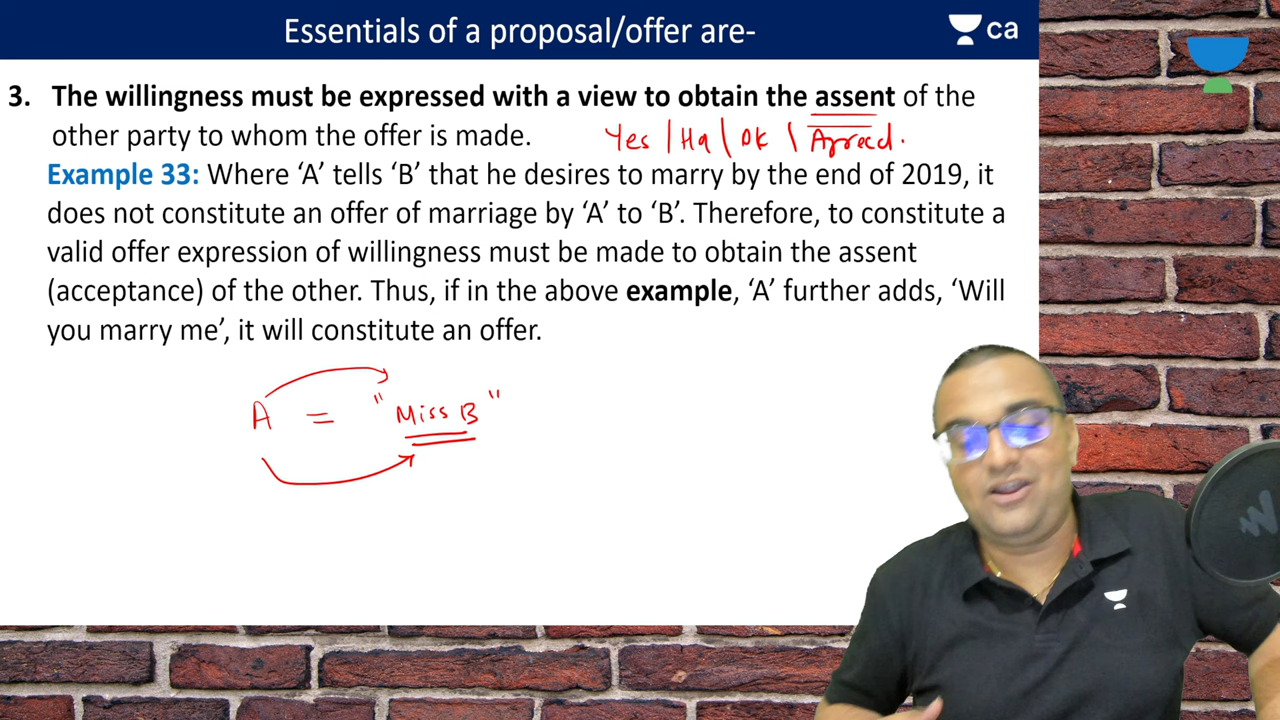 Essentials of a proposal/offer are-
ca
3. The willingness must be expressed with a view to obtain the assent of the
other party to whom the offer is made.
Yes / Ha \ OK \ Agreed.
Example 33: Where ‘A’ tells ‘B’ that he desires to marry by the end of 2019, it
does not constitute an offer of marriage by ‘A’ to ‘B’. Therefore, to constitute a
valid offer expression of willingness must be made to obtain the assent
(acceptance) of the other. Thus, if in the above example, ‘A’ further adds, ‘Will
you marry me’, it will constitute an offer.
A = "Miss B"